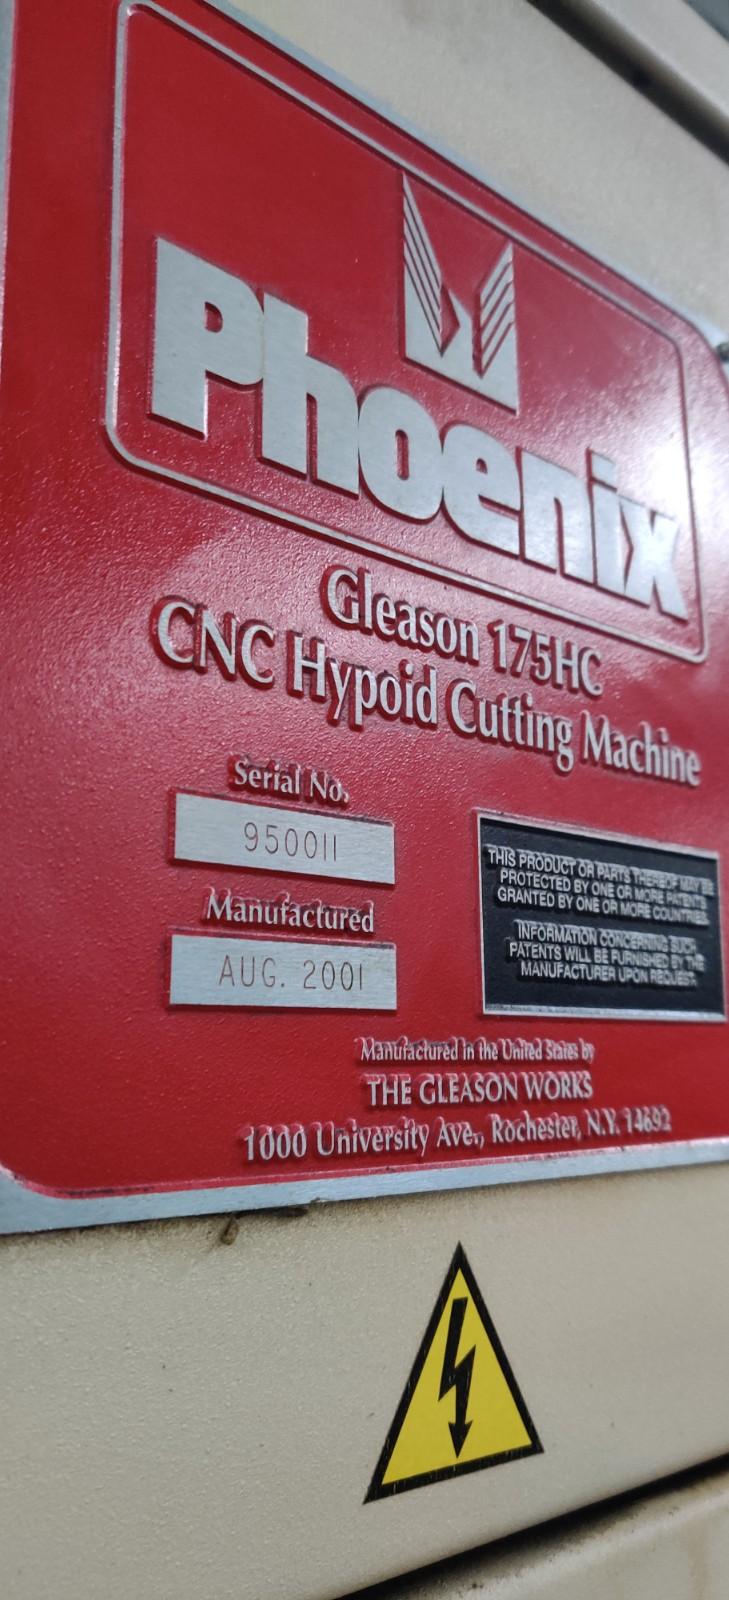 Phoenix
Gleason 175HC
CNC Hypoid Cutting Machine
Serial No.
950011
Manufactured
AUG. 2001
THIS PRODUCT OR PARTS THEREOF MAY BE
PROTECTED BY ONE OR MORE PATENTS
GRANTED BY ONE OR MORE COUNTRIES.
INFORMATION CONCERNING SUCH
PATENTS WILL BE FURNISHED BY THE
MANUFACTURER UPON REQUEST.
Manufactured in the United States by
THE GLEASON WORKS
1000 University Ave., Rochester, N.Y. 14692